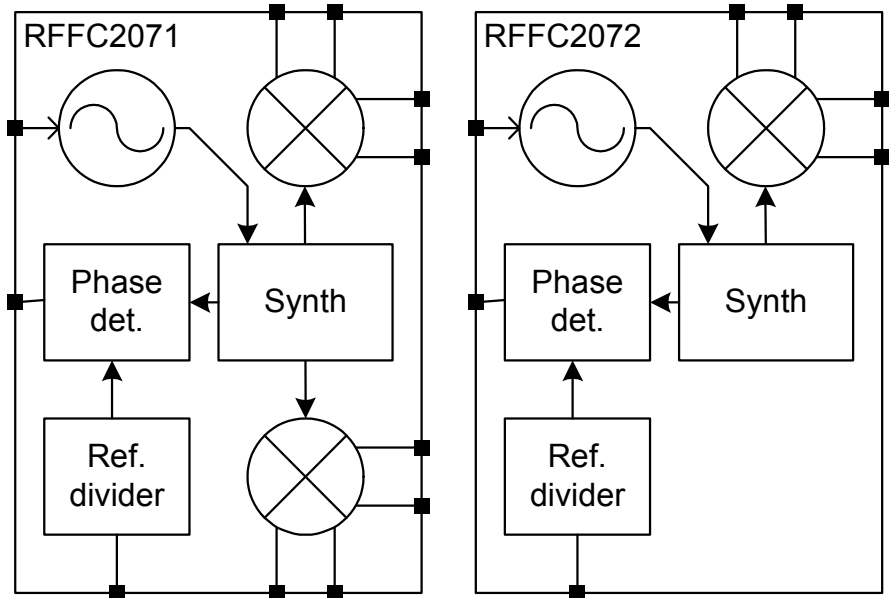 RFFC2071
Phase
det.
Synth
Ref.
divider
RFFC2072
Phase
det.
Synth
Ref.
divider